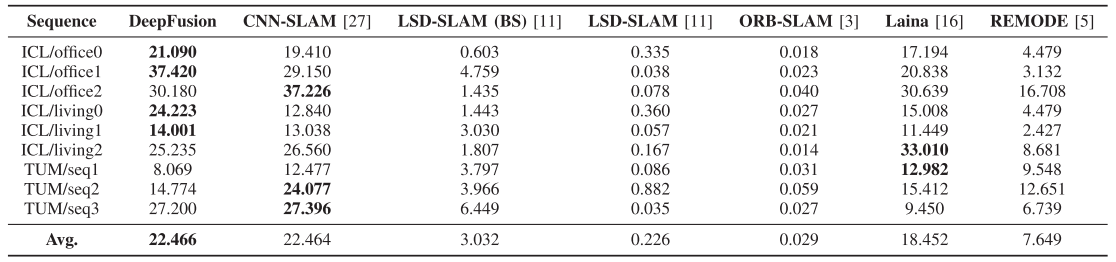 Sequence DeepFusion CNN-SLAM [27] LSD-SLAM (BS) [11] LSD-SLAM [11] ORB-SLAM [3] Laina [16] REMODE [5]
ICL/office0 21.090 19.410 0.603 0.335 0.018 17.194 4.479
ICL/office1 37.420 29.150 4.759 0.038 0.023 20.838 3.132
ICL/office2 30.180 37.226 1.435 0.078 0.040 30.639 16.708
ICL/living0 24.223 12.840 1.443 0.360 0.027 15.008 4.479
ICL/living1 14.001 13.038 3.030 0.057 0.021 11.449 2.427
ICL/living2 25.235 26.560 1.807 0.167 0.014 33.010 8.681
TUM/seq1 8.069 12.477 3.797 0.086 0.031 12.982 9.548
TUM/seq2 14.774 24.077 3.966 0.882 0.059 15.412 12.651
TUM/seq3 27.200 27.396 6.449 0.035 0.027 9.450 6.739
Avg. 22.466 22.464 3.032 0.226 0.029 18.452 7.649